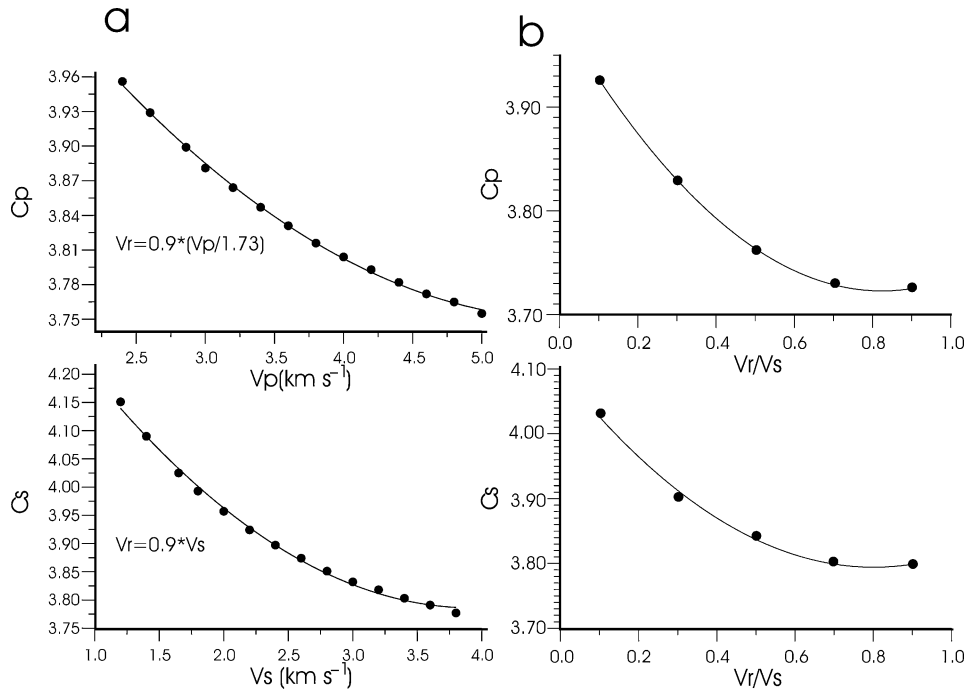 a
3.96
3.93
3.90
3.87
3.84
3.81
3.78
3.75
Cp
Vr=0.9*(Vp/1.73)
2.5 3.0 3.5 4.0 4.5 5.0
Vp(km s⁻¹)
4.20
4.15
4.10
4.05
4.00
3.95
3.90
3.85
3.80
3.75
Cs
Vr=0.9*Vs
1.0 1.5 2.0 2.5 3.0 3.5 4.0
Vs (km s⁻¹)
b
3.90
3.80
3.70
Cp
0.0 0.2 0.4 0.6 0.8 1.0
Vr/Vs
4.10
4.00
3.90
3.80
3.70
Cs
0.0 0.2 0.4 0.6 0.8 1.0
Vr/Vs